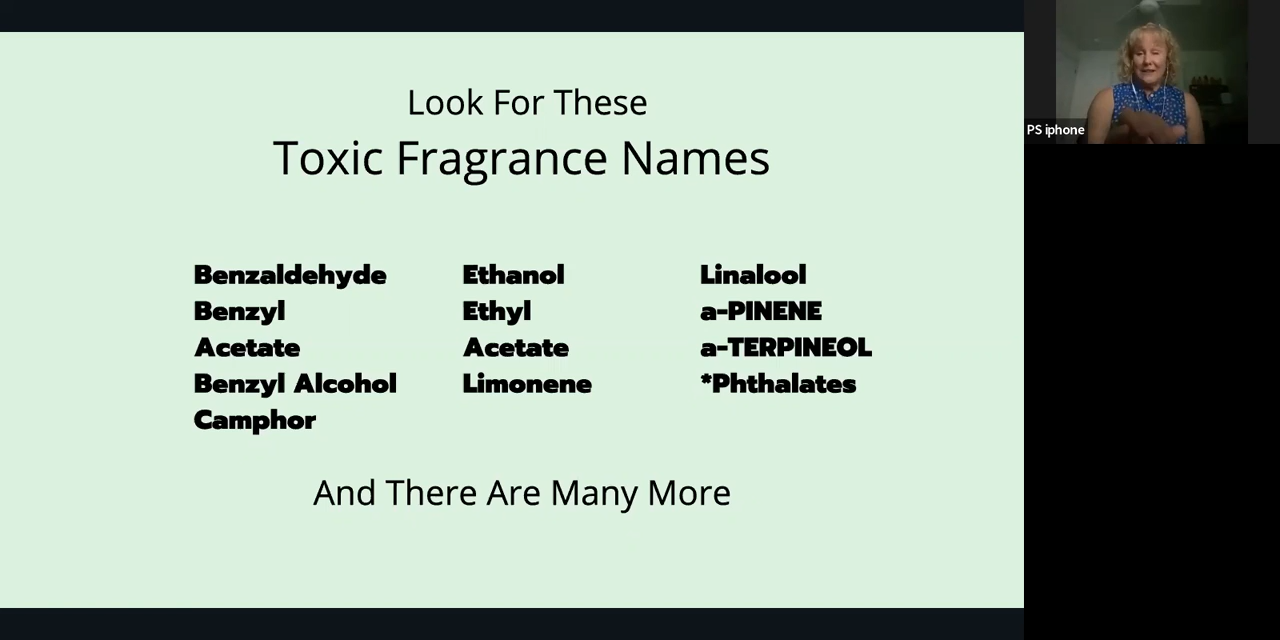 Look For These
Toxic Fragrance Names
Benzaldehyde
Benzyl
Acetate
Benzyl Alcohol
Camphor
Ethanol
Ethyl
Acetate
Limonene
Linalool
a-PINENE
a-TERPINEOL
*Phthalates
And There Are Many More
PS iphone